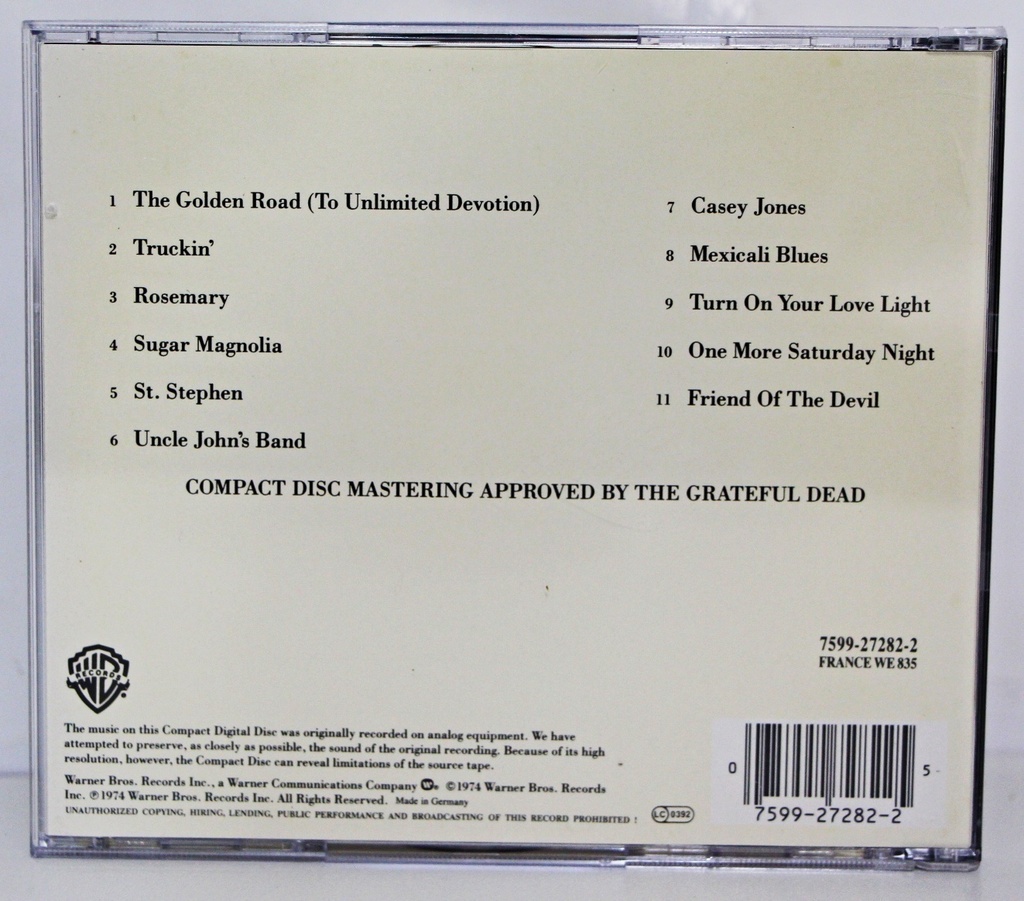 1 The Golden Road (To Unlimited Devotion)
2 Truckin'
3 Rosemary
4 Sugar Magnolia
5 St. Stephen
6 Uncle John's Band
7 Casey Jones
8 Mexicali Blues
9 Turn On Your Love Light
10 One More Saturday Night
11 Friend Of The Devil
COMPACT DISC MASTERING APPROVED BY THE GRATEFUL DEAD
7599-27282-2
FRANCE WE 835
W RECORDS
The music on this Compact Digital Disc was originally recorded on analog equipment. We have
attempted to preserve, as closely as possible, the sound of the original recording. Because of its high
resolution, however, the Compact Disc can reveal limitations of the source tape.
Warner Bros. Records Inc., a Warner Communications Company ©1974 Warner Bros. Records
Inc. ℗1974 Warner Bros. Records Inc. All Rights Reserved. Made in Germany
UNAUTHORIZED COPYING, HIRING, LENDING, PUBLIC PERFORMANCE AND BROADCASTING OF THIS RECORD PROHIBITED !
LC 0392
0 5
7599-27282-2